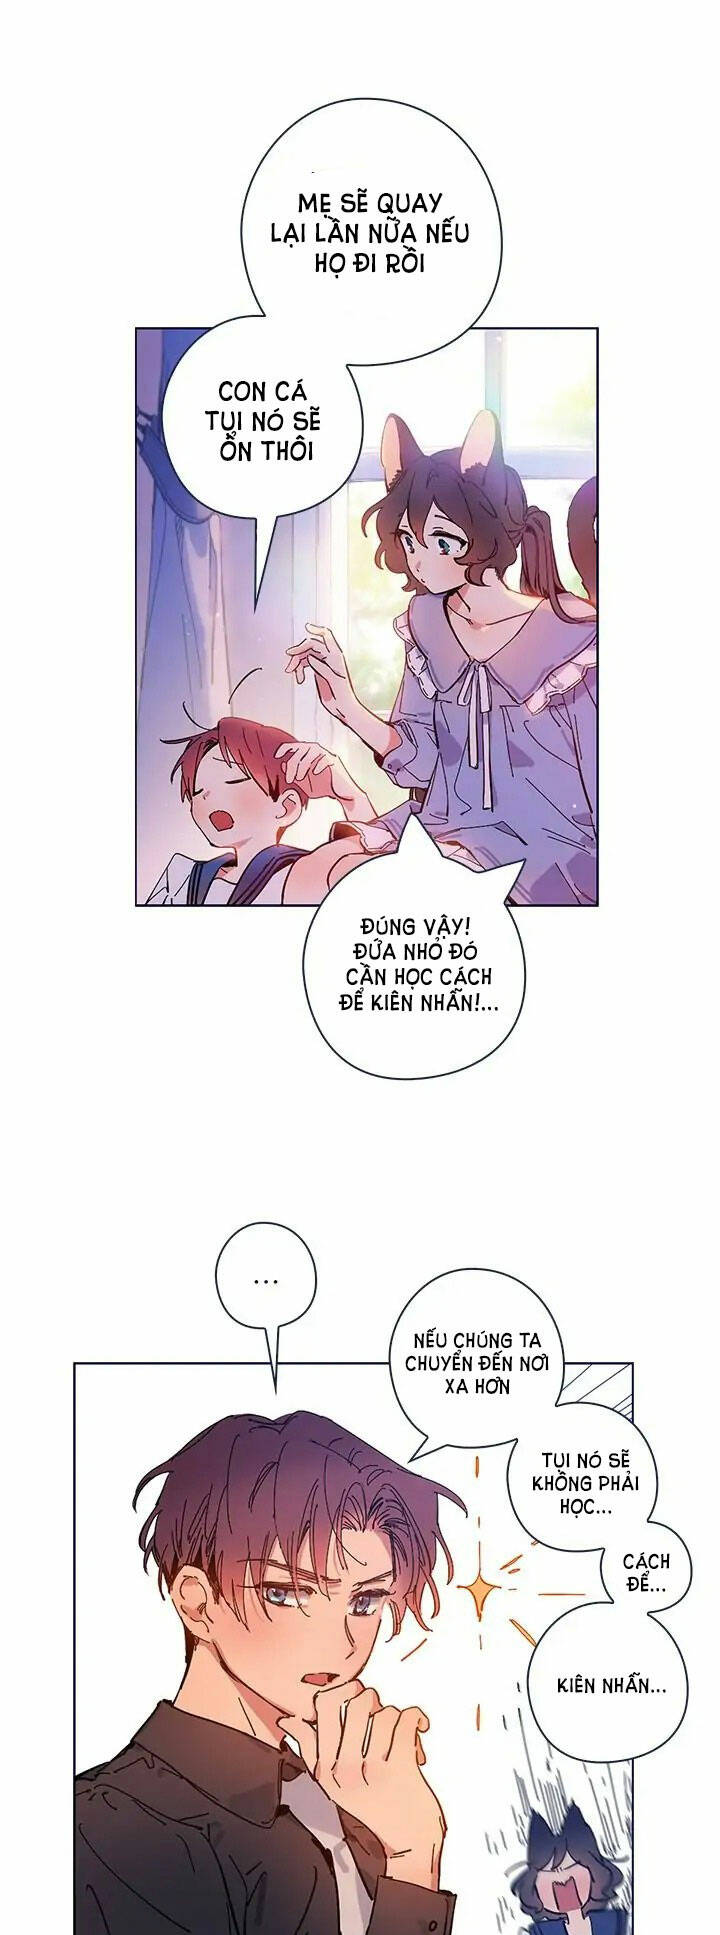 MẸ SẼ QUAY
LẠI LẦN NỮA NẾU
HỌ ĐI RỒI
CON CÁ
TUI NÓ SẼ
ỔN THÔI
ĐÚNG VẬY!
ĐỨA NHỎ ĐÓ
CẦN HỌC CÁCH
ĐỂ KIÊN NHẪN!...
...
NẾU CHÚNG TA
CHUYỂN ĐẾN NƠI
XA HƠN
TUI NÓ SẼ
KHÔNG PHẢI
HỌC...
CÁCH
ĐỂ...
KIÊN NHẪN...